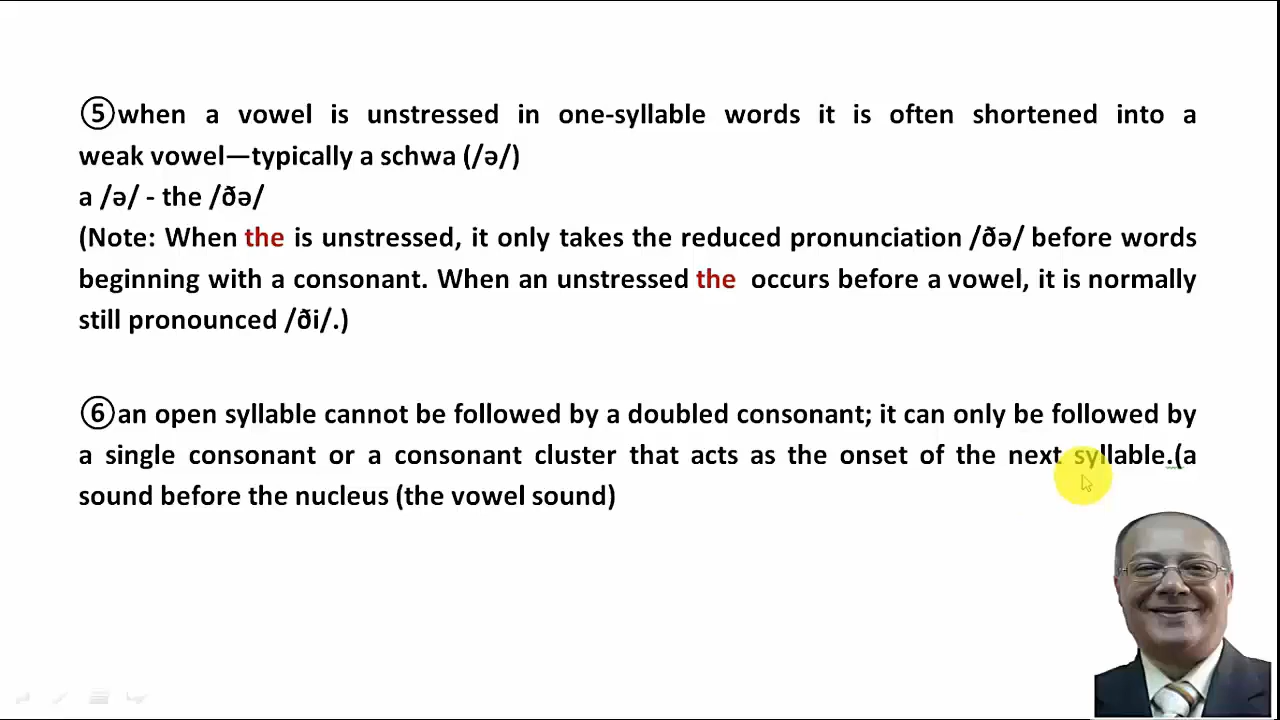 ⑤when a vowel is unstressed in one-syllable words it is often shortened into a
weak vowel—typically a schwa (/ə/)
a /ə/ - the /ðə/
(Note: When the is unstressed, it only takes the reduced pronunciation /ðə/ before words
beginning with a consonant. When an unstressed the occurs before a vowel, it is normally
still pronounced /ði/.)
⑥an open syllable cannot be followed by a doubled consonant; it can only be followed by
a single consonant or a consonant cluster that acts as the onset of the next syllable.(a
sound before the nucleus (the vowel sound)